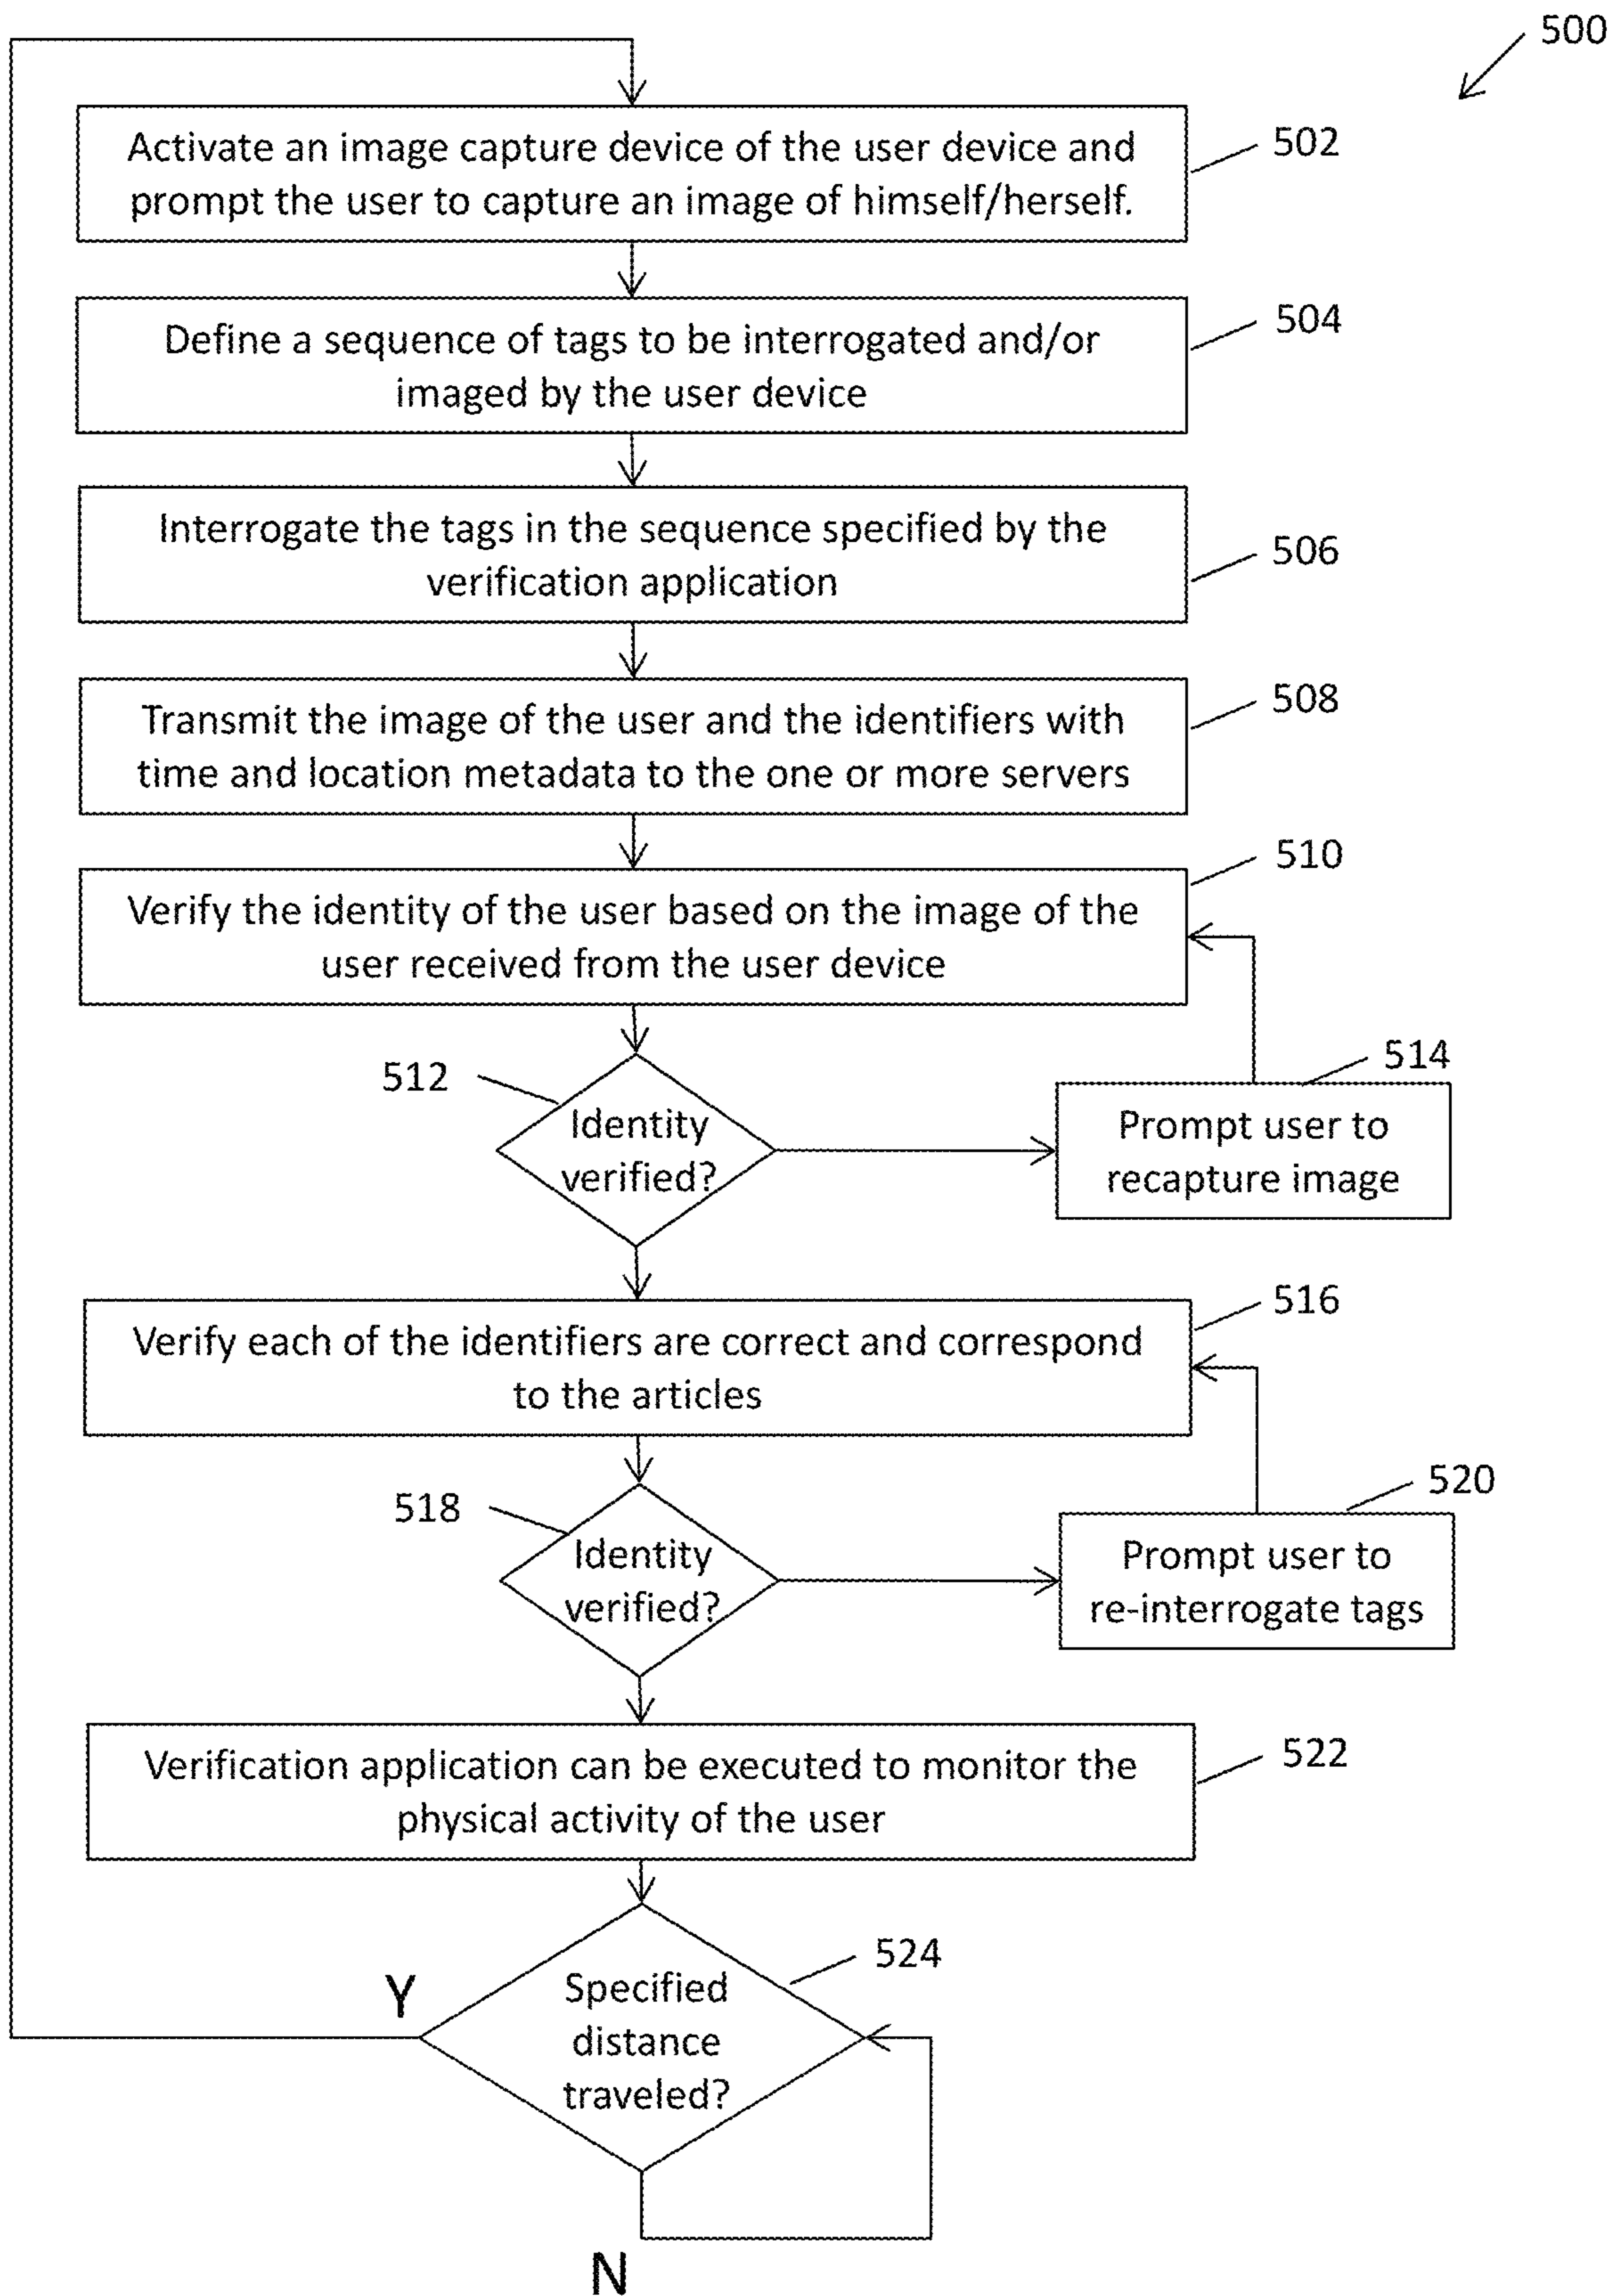 500
Activate an image capture device of the user device and
prompt the user to capture an image of himself/herself.
502
Define a sequence of tags to be interrogated and/or
imaged by the user device
504
Interrogate the tags in the sequence specified by the
verification application
506
Transmit the image of the user and the identifiers with
time and location metadata to the one or more servers
508
Verify the identity of the user based on the image of the
user received from the user device
510
512
Identity
verified?
514
Prompt user to
recapture image
Verify each of the identifiers are correct and correspond
to the articles
516
518
Identity
verified?
520
Prompt user to
re-interrogate tags
Verification application can be executed to monitor the
physical activity of the user
522
Y
Specified
distance
traveled?
524
N